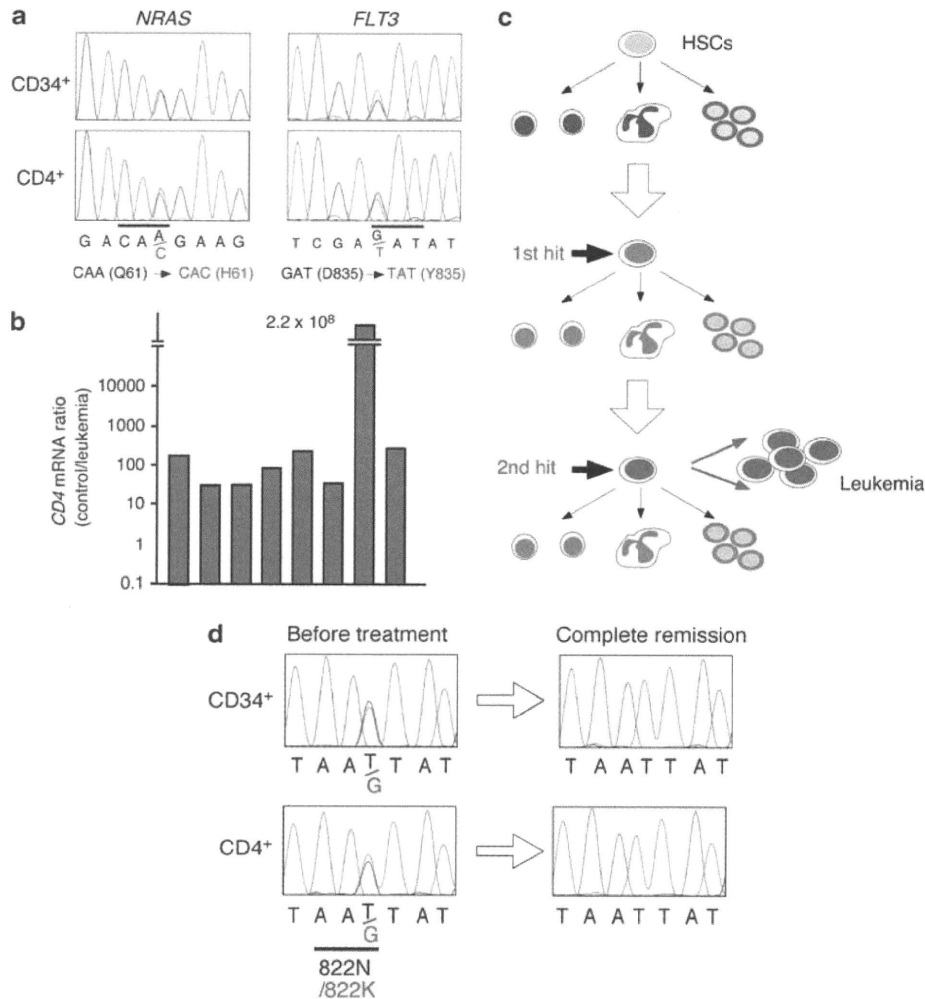 a
NRAS
FLT3
CD34+
CD4+
G A C A A/C G A A G
T C G A G/T A T A T
CAA (Q61) → CAC (H61)
GAT (D835) → TAT (Y835)
b
2.2 x 10⁸
CD4 mRNA ratio
(control/leukemia)
10000
1000
100
10
1
0.1
c
HSCs
1st hit
2nd hit
Leukemia
d
Before treatment
Complete remission
CD34+
T A A T/G T A T
T A A T T A T
CD4+
T A A T/G T A T
T A A T T A T
822N
/822K